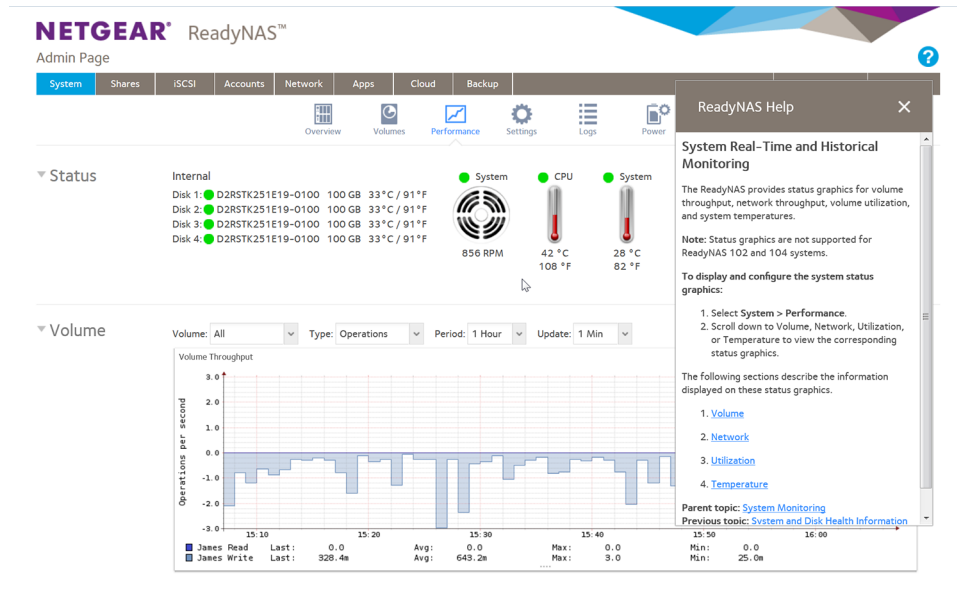 NETGEAR® ReadyNAS™
Admin Page
?
System Shares iSCSI Accounts Network Apps Cloud Backup
Overview Volumes Performance Settings Logs Power
Status
Internal
Disk 1: D2RSTK251E19-0100 100 GB 33°C / 91°F
Disk 2: D2RSTK251E19-0100 100 GB 33°C / 91°F
Disk 3: D2RSTK251E19-0100 100 GB 33°C / 91°F
Disk 4: D2RSTK251E19-0100 100 GB 33°C / 91°F
System CPU System
856 RPM 42 °C 28 °C
108 °F 82 °F
Volume
Volume: All Type: Operations Period: 1 Hour Update: 1 Min
Volume Throughput
Operations per second
3.0
2.0
1.0
0.0
-1.0
-2.0
-3.0
15:10 15:20 15:30 15:40 15:50 16:00
James Read Last: 0.0 Avg: 0.0 Max: 0.0 Min: 0.0
James Write Last: 328.4m Avg: 643.2m Max: 3.0 Min: 25.0m
ReadyNAS Help
System Real-Time and Historical
Monitoring
The ReadyNAS provides status graphics for volume
throughput, network throughput, volume utilization,
and system temperatures.
Note: Status graphics are not supported for
ReadyNAS 102 and 104 systems.
To display and configure the system status
graphics:
1. Select System > Performance.
2. Scroll down to Volume, Network, Utilization,
or Temperature to view the corresponding
status graphics.
The following sections describe the information
displayed on these status graphics.
1. Volume
2. Network
3. Utilization
4. Temperature
Parent topic: System Monitoring
Previous topic: System and Disk Health Information